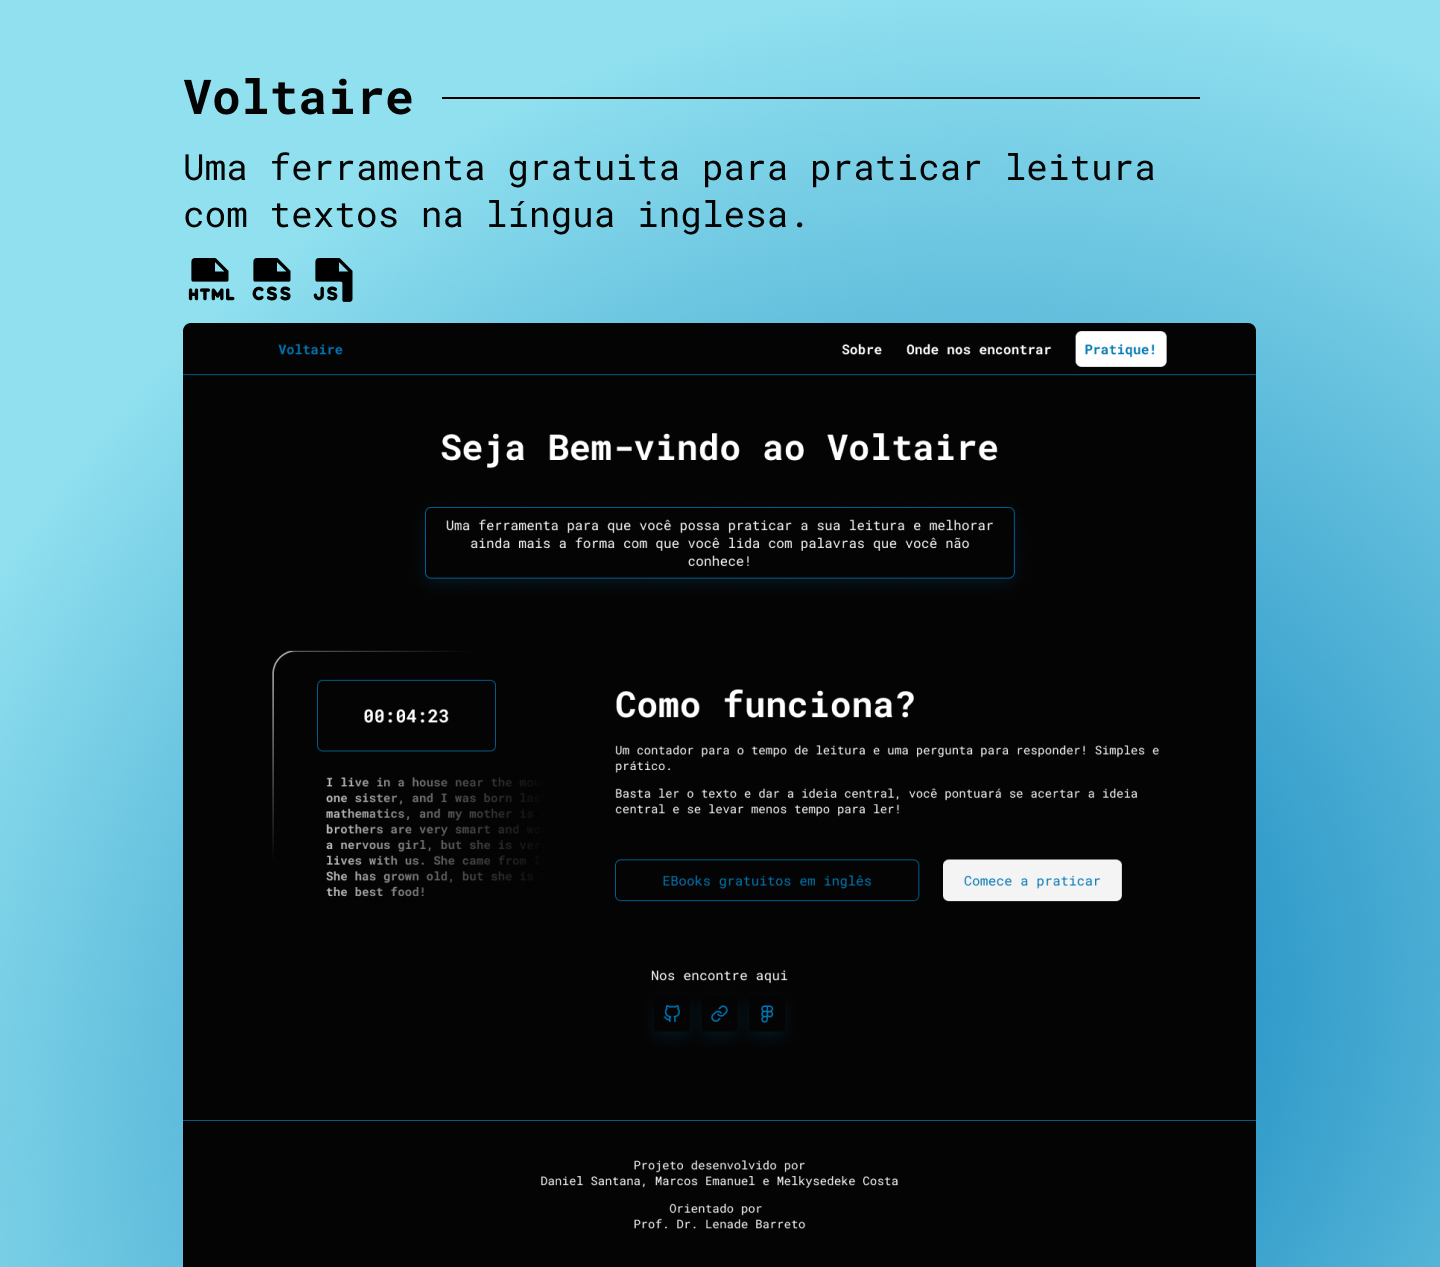 Voltaire
Uma ferramenta gratuita para praticar leitura
com textos na língua inglesa.
HTML CSS JS
Voltaire Sobre Onde nos encontrar Pratique!
Seja Bem-vindo ao Voltaire
Uma ferramenta para que você possa praticar a sua leitura e melhorar
ainda mais a forma com que você lida com palavras que você não
conhece!
00:04:23
I live in a house near the
one sister, and I was born
mathematics, and my mother is
brothers are very smart and
a nervous girl, but she is
lives with us. She came from
She has grown old, but she is
the best food!
Como funciona?
Um contador para o tempo de leitura e uma pergunta para responder! Simples e
prático.
Basta ler o texto e dar a ideia central, você pontuará se acertar a ideia
central e se levar menos tempo para ler!
EBooks gratuitos em inglês Comece a praticar
Nos encontre aqui
Projeto desenvolvido por
Daniel Santana, Marcos Emanuel e Melkysedeke Costa
Orientado por
Prof. Dr. Lenade Barreto